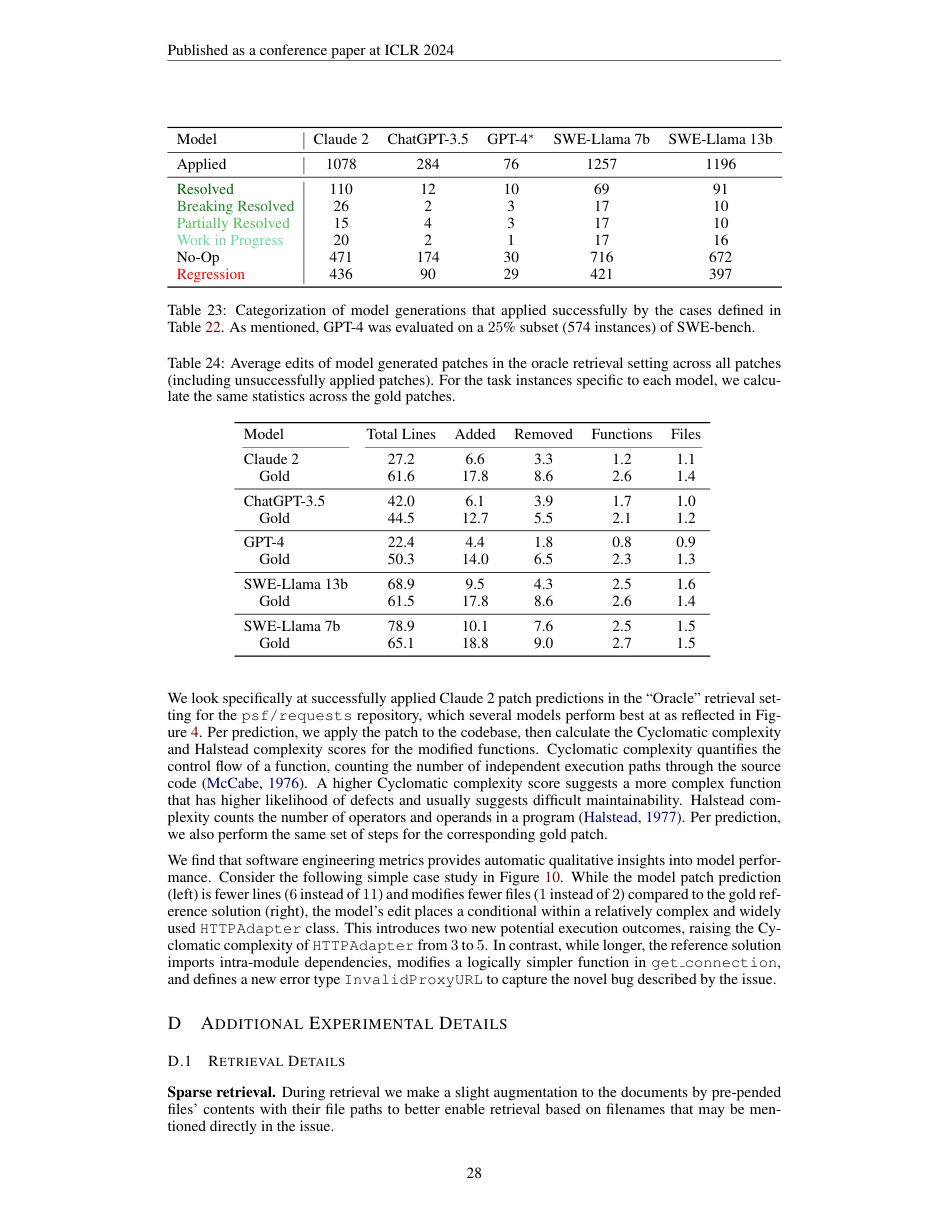 Published as a conference paper at ICLR 2024
Model Claude 2 ChatGPT-3.5 GPT-4* SWE-Llama 7b SWE-Llama 13b
Applied 1078 284 76 1257 1196
Resolved 110 12 10 69 91
Breaking Resolved 26 2 3 17 10
Partially Resolved 15 4 3 17 10
Work in Progress 20 2 1 17 16
No-Op 471 174 30 716 672
Regression 436 90 29 421 397
Table 23: Categorization of model generations that applied successfully by the cases defined in
Table 22. As mentioned, GPT-4 was evaluated on a 25% subset (574 instances) of SWE-bench.
Table 24: Average edits of model generated patches in the oracle retrieval setting across all patches
(including unsuccessfully applied patches). For the task instances specific to each model, we calcu-
late the same statistics across the gold patches.
Model Total Lines Added Removed Functions Files
Claude 2 27.2 6.6 3.3 1.2 1.1
Gold 61.6 17.8 8.6 2.6 1.4
ChatGPT-3.5 42.0 6.1 3.9 1.7 1.0
Gold 44.5 12.7 5.5 2.1 1.2
GPT-4 22.4 4.4 1.8 0.8 0.9
Gold 50.3 14.0 6.5 2.3 1.3
SWE-Llama 13b 68.9 9.5 4.3 2.5 1.6
Gold 61.5 17.8 8.6 2.6 1.4
SWE-Llama 7b 78.9 10.1 7.6 2.5 1.5
Gold 65.1 18.8 9.0 2.7 1.5
We look specifically at successfully applied Claude 2 patch predictions in the “Oracle” retrieval set-
ting for the psf/requests repository, which several models perform best at as reflected in Fig-
ure 4. Per prediction, we apply the patch to the codebase, then calculate the Cyclomatic complexity
and Halstead complexity scores for the modified functions. Cyclomatic complexity quantifies the
control flow of a function, counting the number of independent execution paths through the source
code (McCabe, 1976). A higher Cyclomatic complexity score suggests a more complex function
that has higher likelihood of defects and usually suggests difficult maintainability. Halstead com-
plexity counts the number of operators and operands in a program (Halstead, 1977). Per prediction,
we also perform the same set of steps for the corresponding gold patch.
We find that software engineering metrics provides automatic qualitative insights into model perfor-
mance. Consider the following simple case study in Figure 10. While the model patch prediction
(left) is fewer lines (6 instead of 11) and modifies fewer files (1 instead of 2) compared to the gold ref-
erence solution (right), the model’s edit places a conditional within a relatively complex and widely
used HTTPAdapter class. This introduces two new potential execution outcomes, raising the Cy-
clomatic complexity of HTTPAdapter from 3 to 5. In contrast, while longer, the reference solution
imports intra-module dependencies, modifies a logically simpler function in get_connection,
and defines a new error type InvalidProxyURL to capture the novel bug described by the issue.
D ADDITIONAL EXPERIMENTAL DETAILS
D.1 RETRIEVAL DETAILS
Sparse retrieval. During retrieval we make a slight augmentation to the documents by pre-pended
files’ contents with their file paths to better enable retrieval based on filenames that may be men-
tioned directly in the issue.
28